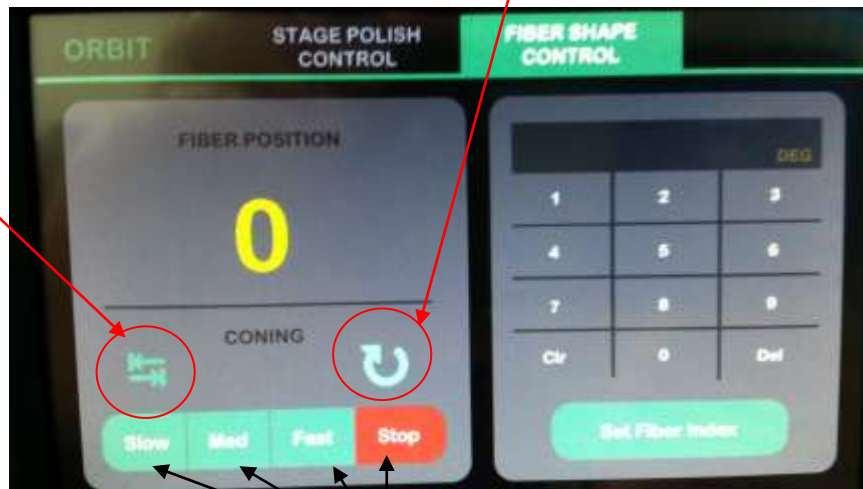 ORBIT
STAGE POLISH
CONTROL
FIBER SHAPE
CONTROL
FIBER POSITION
0
CONING
Slow Med Fast Stop
DEG
1 2 3
4 5 6
7 8 9
Clr 0 Del
Set Fiber Index